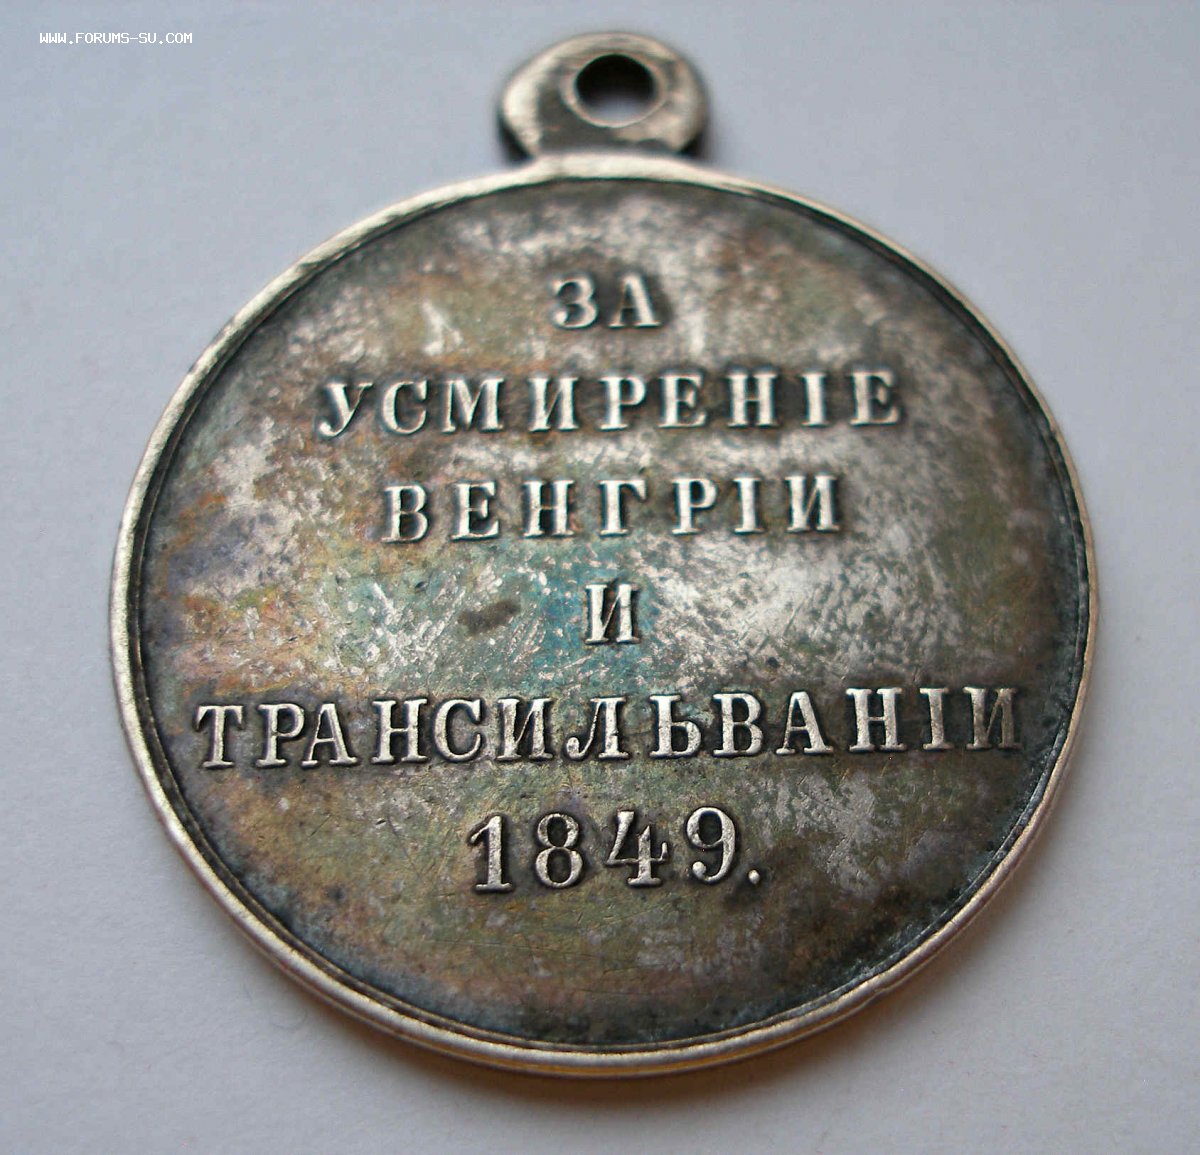 WWW.FORUMS-SU.COM
ЗА
УСМИРЕНІЕ
ВЕНГРІИ
И
ТРАНСИЛЬВАНІИ
1849.